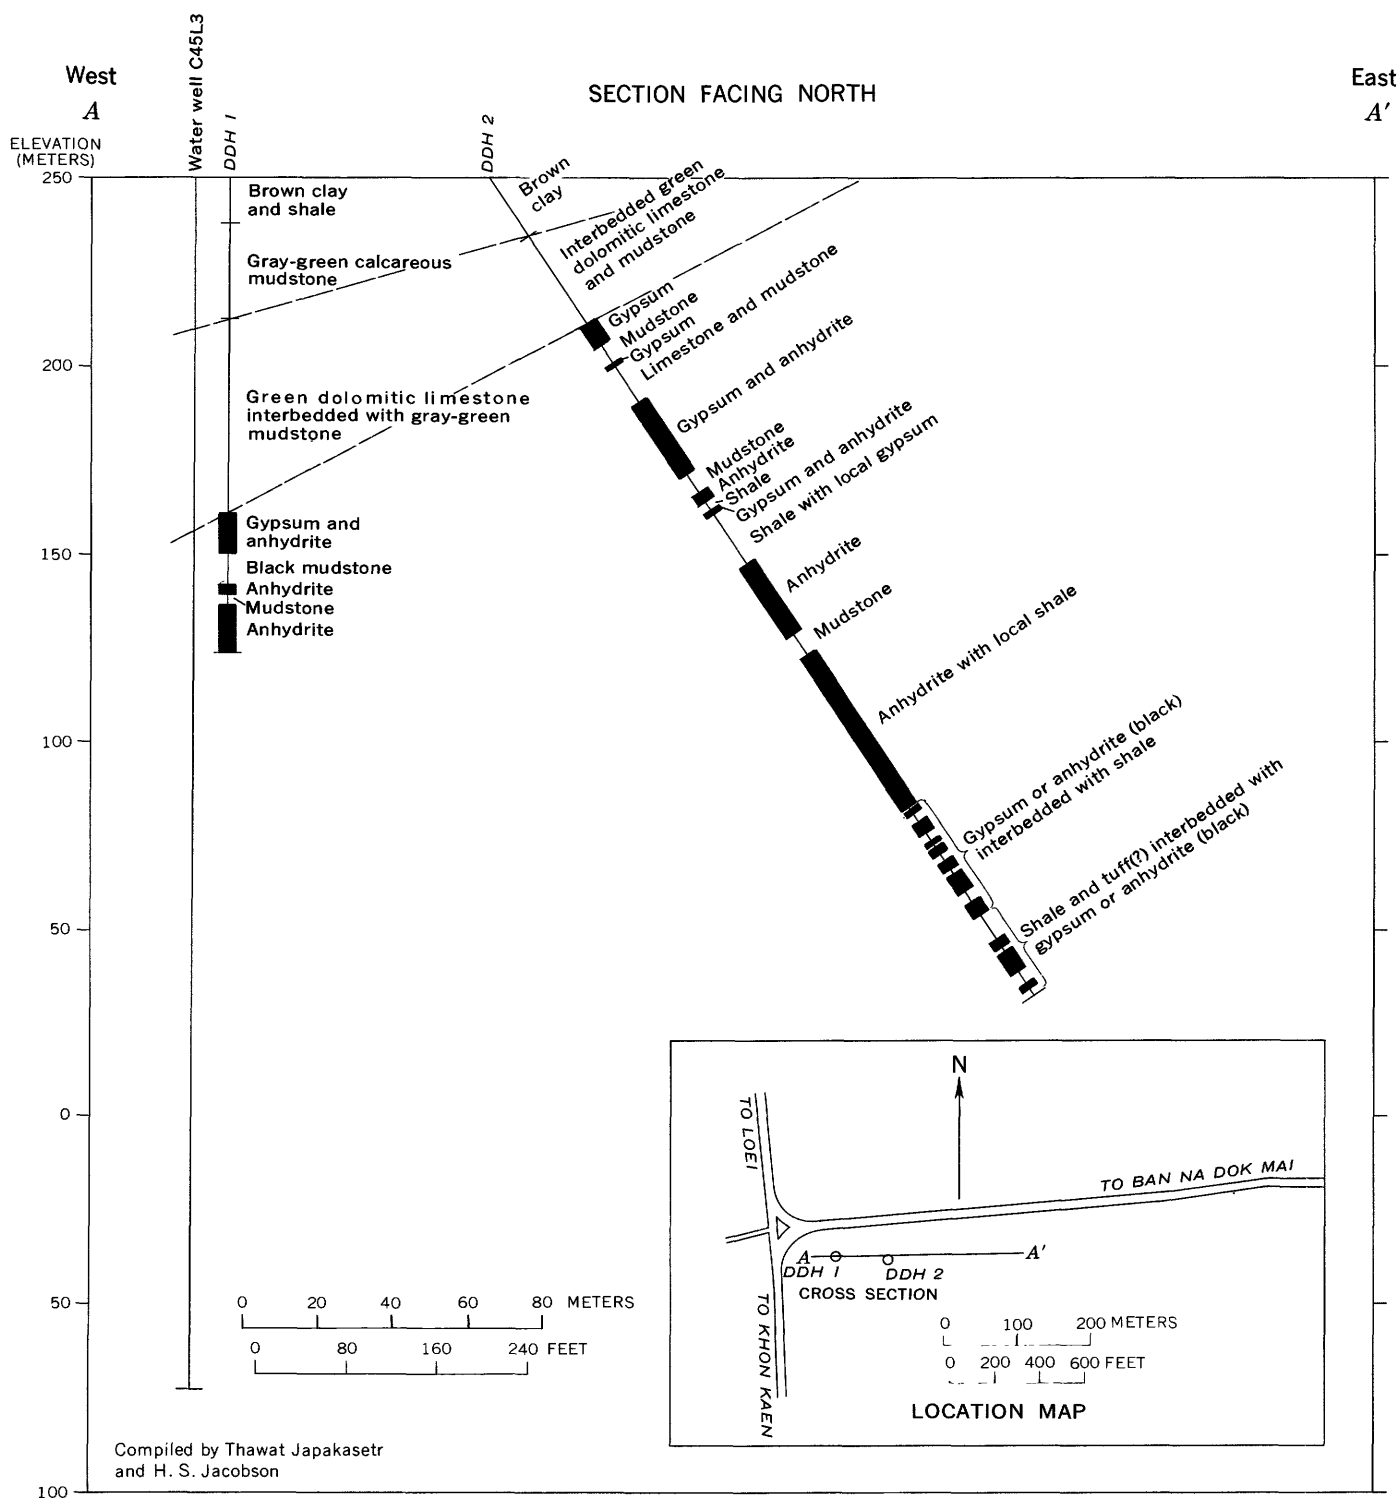 West
A
SECTION FACING NORTH
East
A'
ELEVATION
(METERS)
Water well C45L3
DDH 1
DDH 2
250
200
150
100
50
0
50
100
Brown clay
and shale
Gray-green calcareous
mudstone
Green dolomitic limestone
interbedded with gray-green
mudstone
Gypsum and
anhydrite
Black mudstone
Anhydrite
Mudstone
Anhydrite
Brown
clay
Interbedded green
dolomitic limestone
and mudstone
Gypsum
Mudstone
Gypsum
Limestone and mudstone
Gypsum and anhydrite
Mudstone
Anhydrite
Shale
Gypsum and anhydrite
Shale with local gypsum
Anhydrite
Mudstone
Anhydrite with local shale
Gypsum or anhydrite (black)
interbedded with shale
Shale and tuff(?) interbedded with
gypsum or anhydrite (black)
0 20 40 60 80 METERS
0 80 160 240 FEET
N
TO LOEI
TO BAN NA DOK MAI
A
A'
DDH 1
DDH 2
CROSS SECTION
TO KHON KAEN
0 100 200 METERS
0 200 400 600 FEET
LOCATION MAP
Compiled by Thawat Japakasetr
and H. S. Jacobson